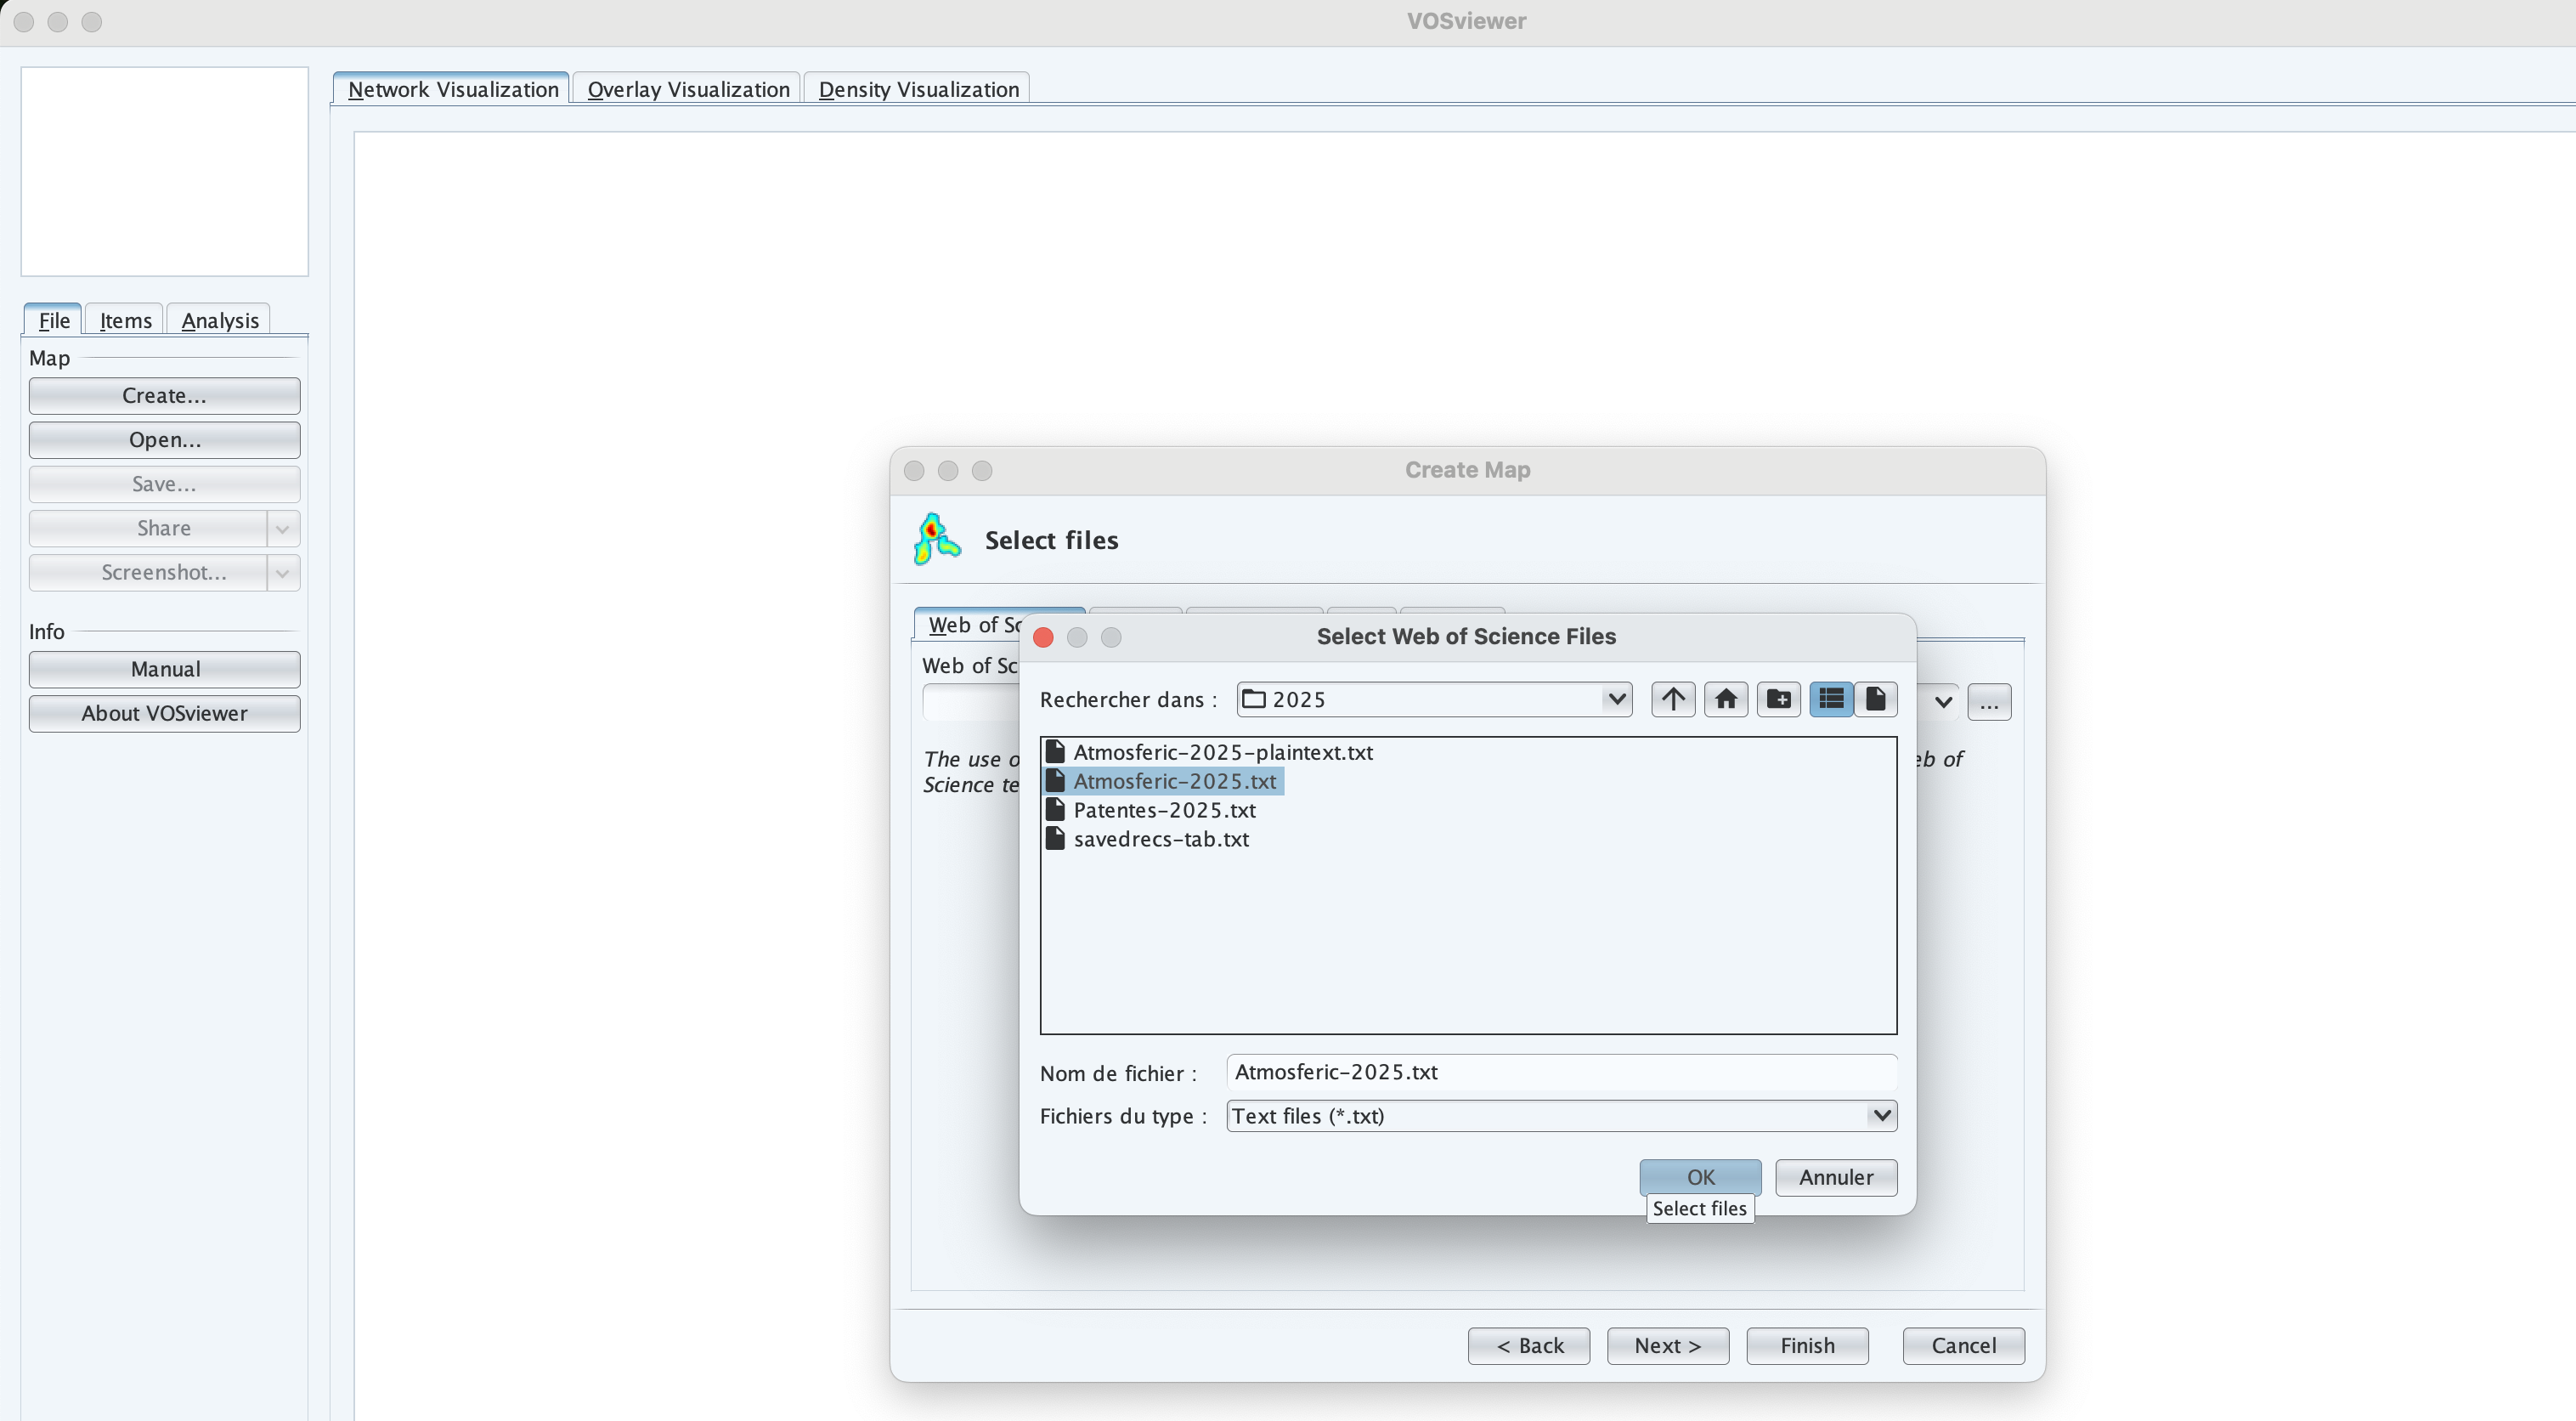 VOSviewer
Network Visualization
Overlay Visualization
Density Visualization
File
Items
Analysis
Map
Create...
Open...
Save...
Share
Screenshot...
Info
Manual
About VOSviewer
Create Map
Select files
Web of Sc
Web of Sc
...
The use o
eb of
Science te
Select Web of Science Files
Rechercher dans :
2025
Atmosferic-2025-plaintext.txt
Atmosferic-2025.txt
Patentes-2025.txt
savedrecs-tab.txt
Nom de fichier :
Atmosferic-2025.txt
Fichiers du type :
Text files (*.txt)
OK
Annuler
Select files
< Back
Next >
Finish
Cancel